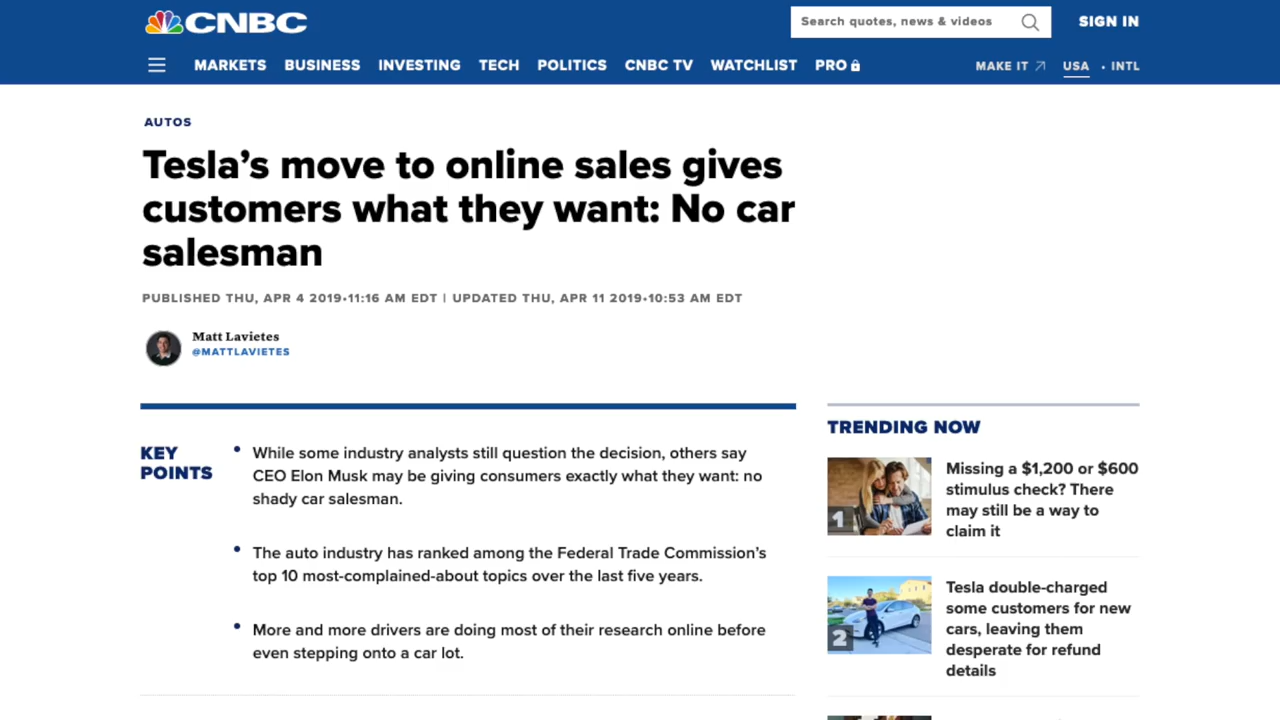 CNBC
Search quotes, news & videos
SIGN IN
MARKETS BUSINESS INVESTING TECH POLITICS CNBC TV WATCHLIST PRO
MAKE IT USA • INTL
AUTOS
Tesla’s move to online sales gives
customers what they want: No car
salesman
PUBLISHED THU, APR 4 2019•11:16 AM EDT | UPDATED THU, APR 11 2019•10:53 AM EDT
Matt Lavietes
@MATTLAVIETES
KEY
POINTS
• While some industry analysts still question the decision, others say
CEO Elon Musk may be giving consumers exactly what they want: no
shady car salesman.
• The auto industry has ranked among the Federal Trade Commission’s
top 10 most-complained-about topics over the last five years.
• More and more drivers are doing most of their research online before
even stepping onto a car lot.
TRENDING NOW
1
Missing a $1,200 or $600
stimulus check? There
may still be a way to
claim it
2
Tesla double-charged
some customers for new
cars, leaving them
desperate for refund
details